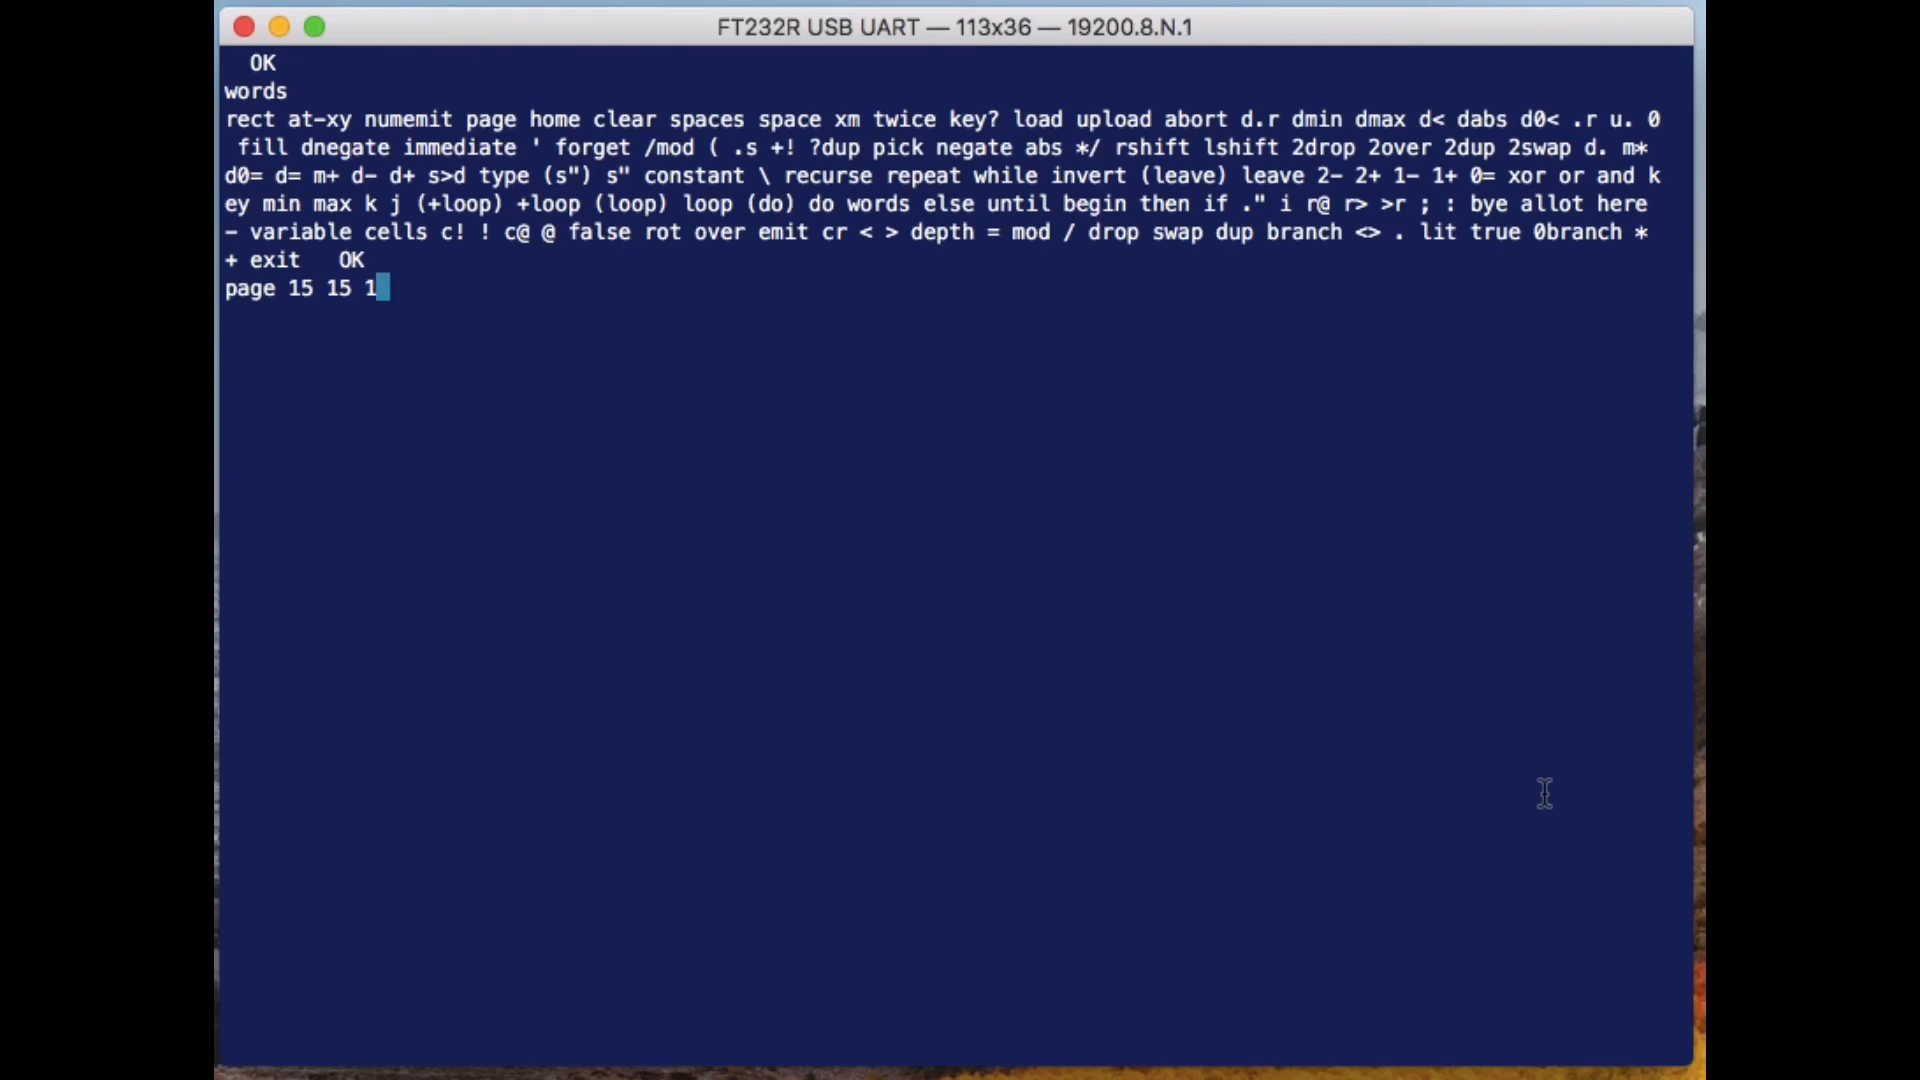 FT232R USB UART — 113x36 — 19200.8.N.1
OK
words
rect at-xy numemit page home clear spaces space xm twice key? load upload abort d.r dmin dmax d< dabs d0< .r u. 0
fill dnegate immediate ' forget /mod ( .s +! ?dup pick negate abs */ rshift lshift 2drop 2over 2dup 2swap d. m*
d0= d= m+ d- d+ s>d type (s") s" constant \ recurse repeat while invert (leave) leave 2- 2+ 1- 1+ 0= xor or and k
ey min max k j (+loop) +loop (loop) loop (do) do words else until begin then if ." i r@ r> >r ; : bye allot here
- variable cells c! ! c@ @ false rot over emit cr < > depth = mod / drop swap dup branch <> . lit true 0branch *
+ exit   OK
page 15 15 1